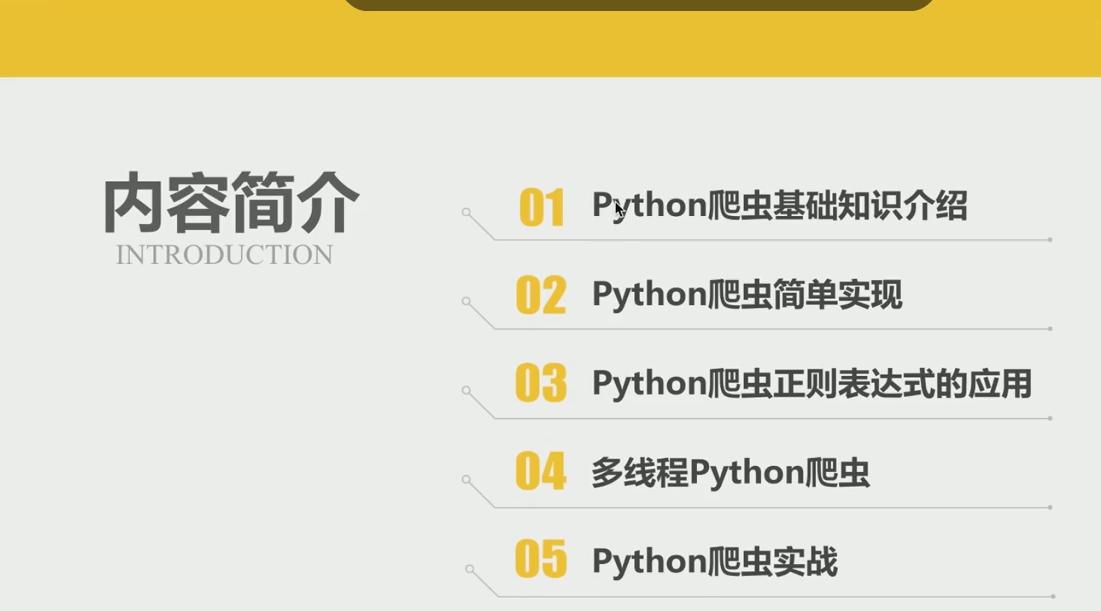 内容简介
INTRODUCTION
01 Python爬虫基础知识介绍
02 Python爬虫简单实现
03 Python爬虫正则表达式的应用
04 多线程Python爬虫
05 Python爬虫实战